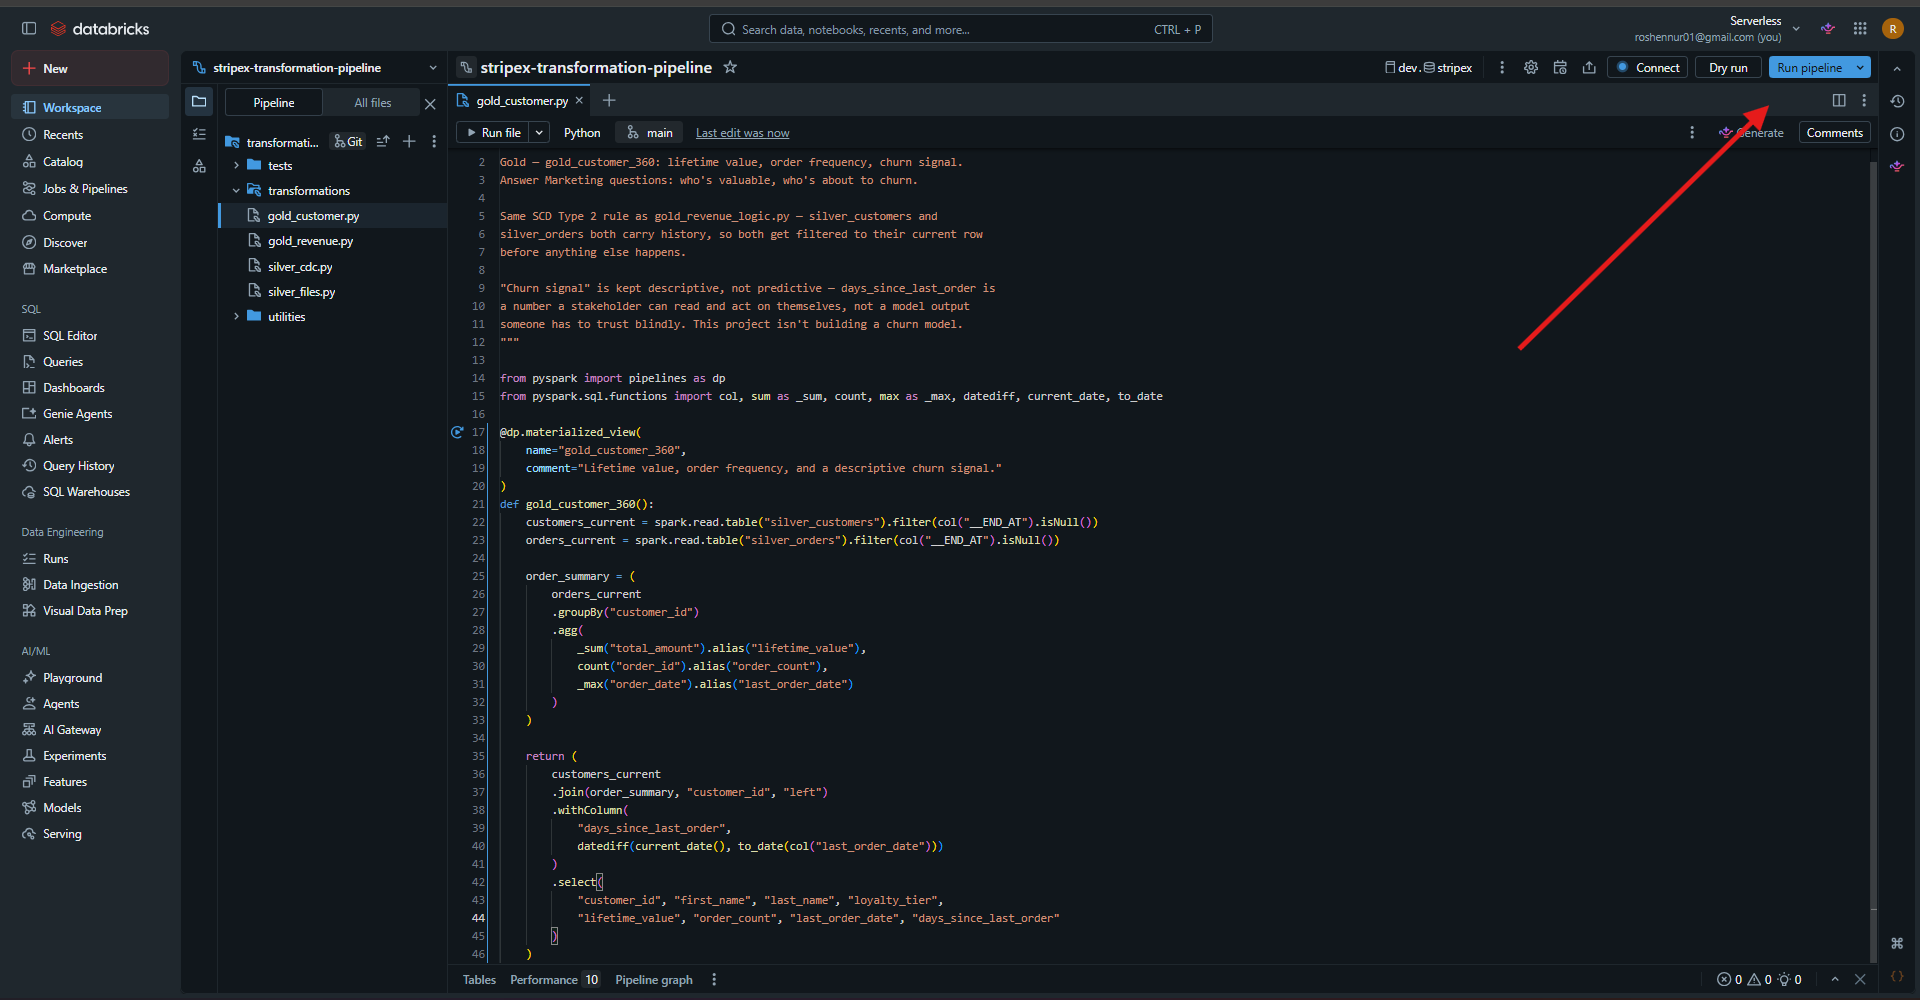 databricks
Search data, notebooks, recents, and more...
CTRL + P
Serverless
roshennur01@gmail.com (you)
R
New
Workspace
Recents
Catalog
Jobs & Pipelines
Compute
Discover
Marketplace
SQL
SQL Editor
Queries
Dashboards
Genie Agents
Alerts
Query History
SQL Warehouses
Data Engineering
Runs
Data Ingestion
Visual Data Prep
AI/ML
Playground
Agents
AI Gateway
Experiments
Features
Models
Serving
stripex-transformation-pipeline
Pipeline
All files
transformati...
Git
tests
transformations
gold_customer.py
gold_revenue.py
silver_cdc.py
silver_files.py
utilities
stripex-transformation-pipeline
dev. stripex
Connect
Dry run
Run pipeline
gold_customer.py
Run file
Python
main
Last edit was now
Generate
Comments
2 Gold — gold_customer_360: lifetime value, order frequency, churn signal.
3 Answer Marketing questions: who's valuable, who's about to churn.
4
5 Same SCD Type 2 rule as gold_revenue_logic.py — silver_customers and
6 silver_orders both carry history, so both get filtered to their current row
7 before anything else happens.
8
9 "Churn signal" is kept descriptive, not predictive — days_since_last_order is
10 a number a stakeholder can read and act on themselves, not a model output
11 someone has to trust blindly. This project isn't building a churn model.
12 """
13
14 from pyspark import pipelines as dp
15 from pyspark.sql.functions import col, sum as _sum, count, max as _max, datediff, current_date, to_date
16
17 @dp.materialized_view(
18     name="gold_customer_360",
19     comment="Lifetime value, order frequency, and a descriptive churn signal."
20 )
21 def gold_customer_360():
22     customers_current = spark.read.table("silver_customers").filter(col("__END_AT").isNull())
23     orders_current = spark.read.table("silver_orders").filter(col("__END_AT").isNull())
24
25     order_summary = (
26         orders_current
27         .groupBy("customer_id")
28         .agg(
29             _sum("total_amount").alias("lifetime_value"),
30             count("order_id").alias("order_count"),
31             _max("order_date").alias("last_order_date")
32         )
33     )
34
35     return (
36         customers_current
37         .join(order_summary, "customer_id", "left")
38         .withColumn(
39             "days_since_last_order",
40             datediff(current_date(), to_date(col("last_order_date")))
41         )
42         .select(
43             "customer_id", "first_name", "last_name", "loyalty_tier",
44             "lifetime_value", "order_count", "last_order_date", "days_since_last_order"
45         )
46     )
Tables
Performance 10
Pipeline graph
0 0 0